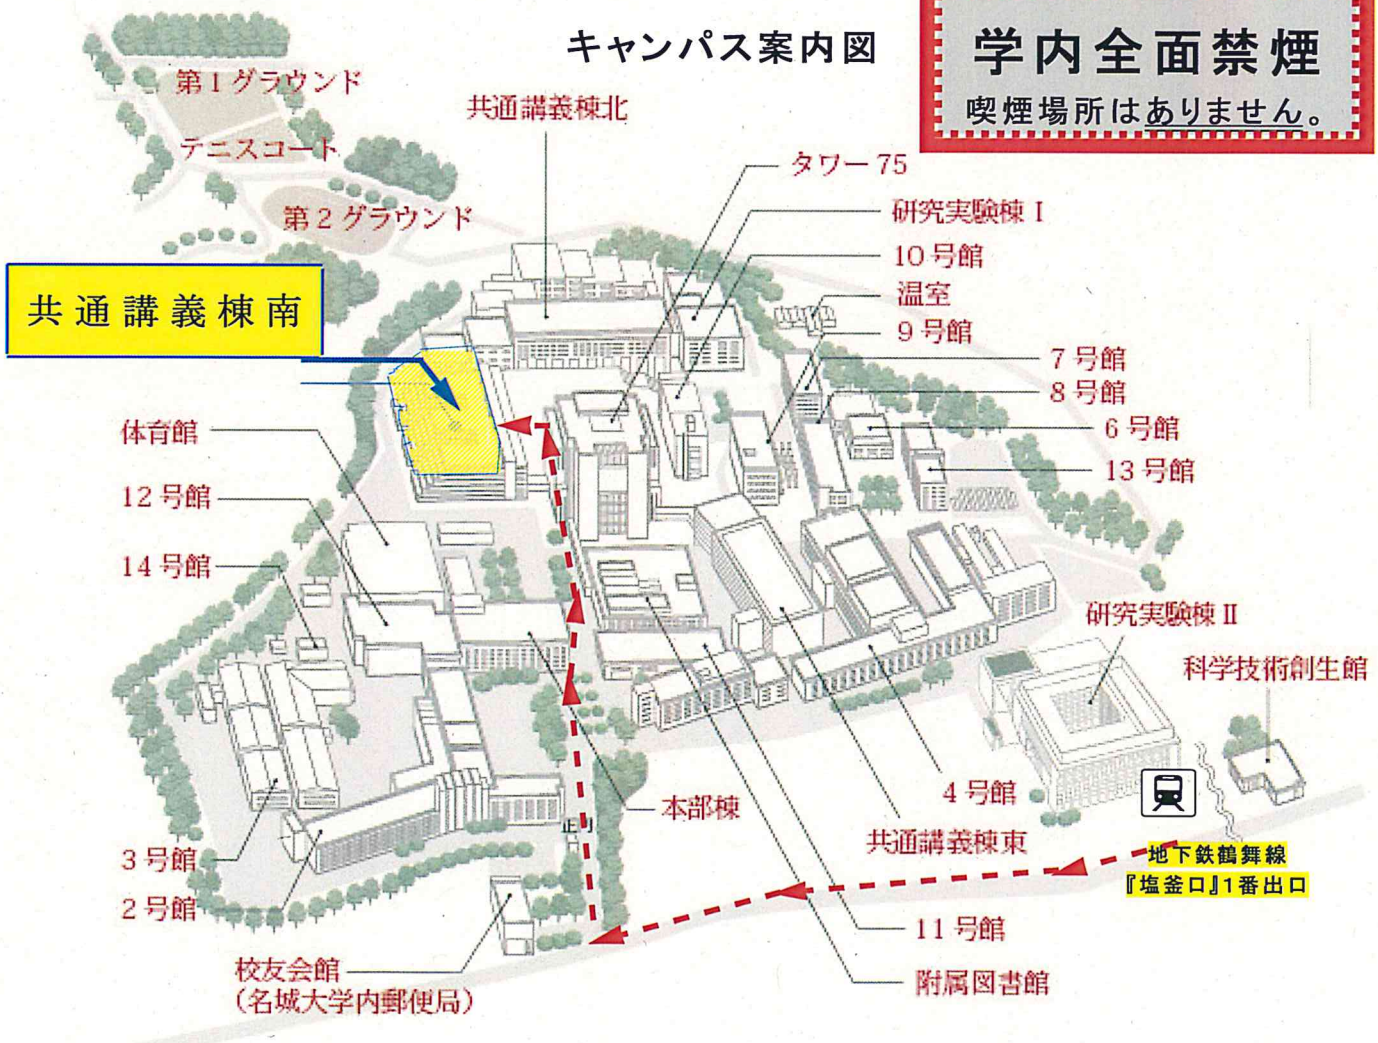 キャンパス案内図
学内全面禁煙
喫煙場所はありません。
第1グラウンド
テニスコート
第2グラウンド
共通講義棟北
タワー75
研究実験棟Ⅰ
10号館
温室
9号館
7号館
8号館
6号館
13号館
共通講義棟南
体育館
12号館
14号館
研究実験棟Ⅱ
科学技術創生館
4号館
共通講義棟東
本部棟
3号館
2号館
地下鉄鶴舞線
『塩釜口』1番出口
11号館
附属図書館
校友会館
(名城大学内郵便局)